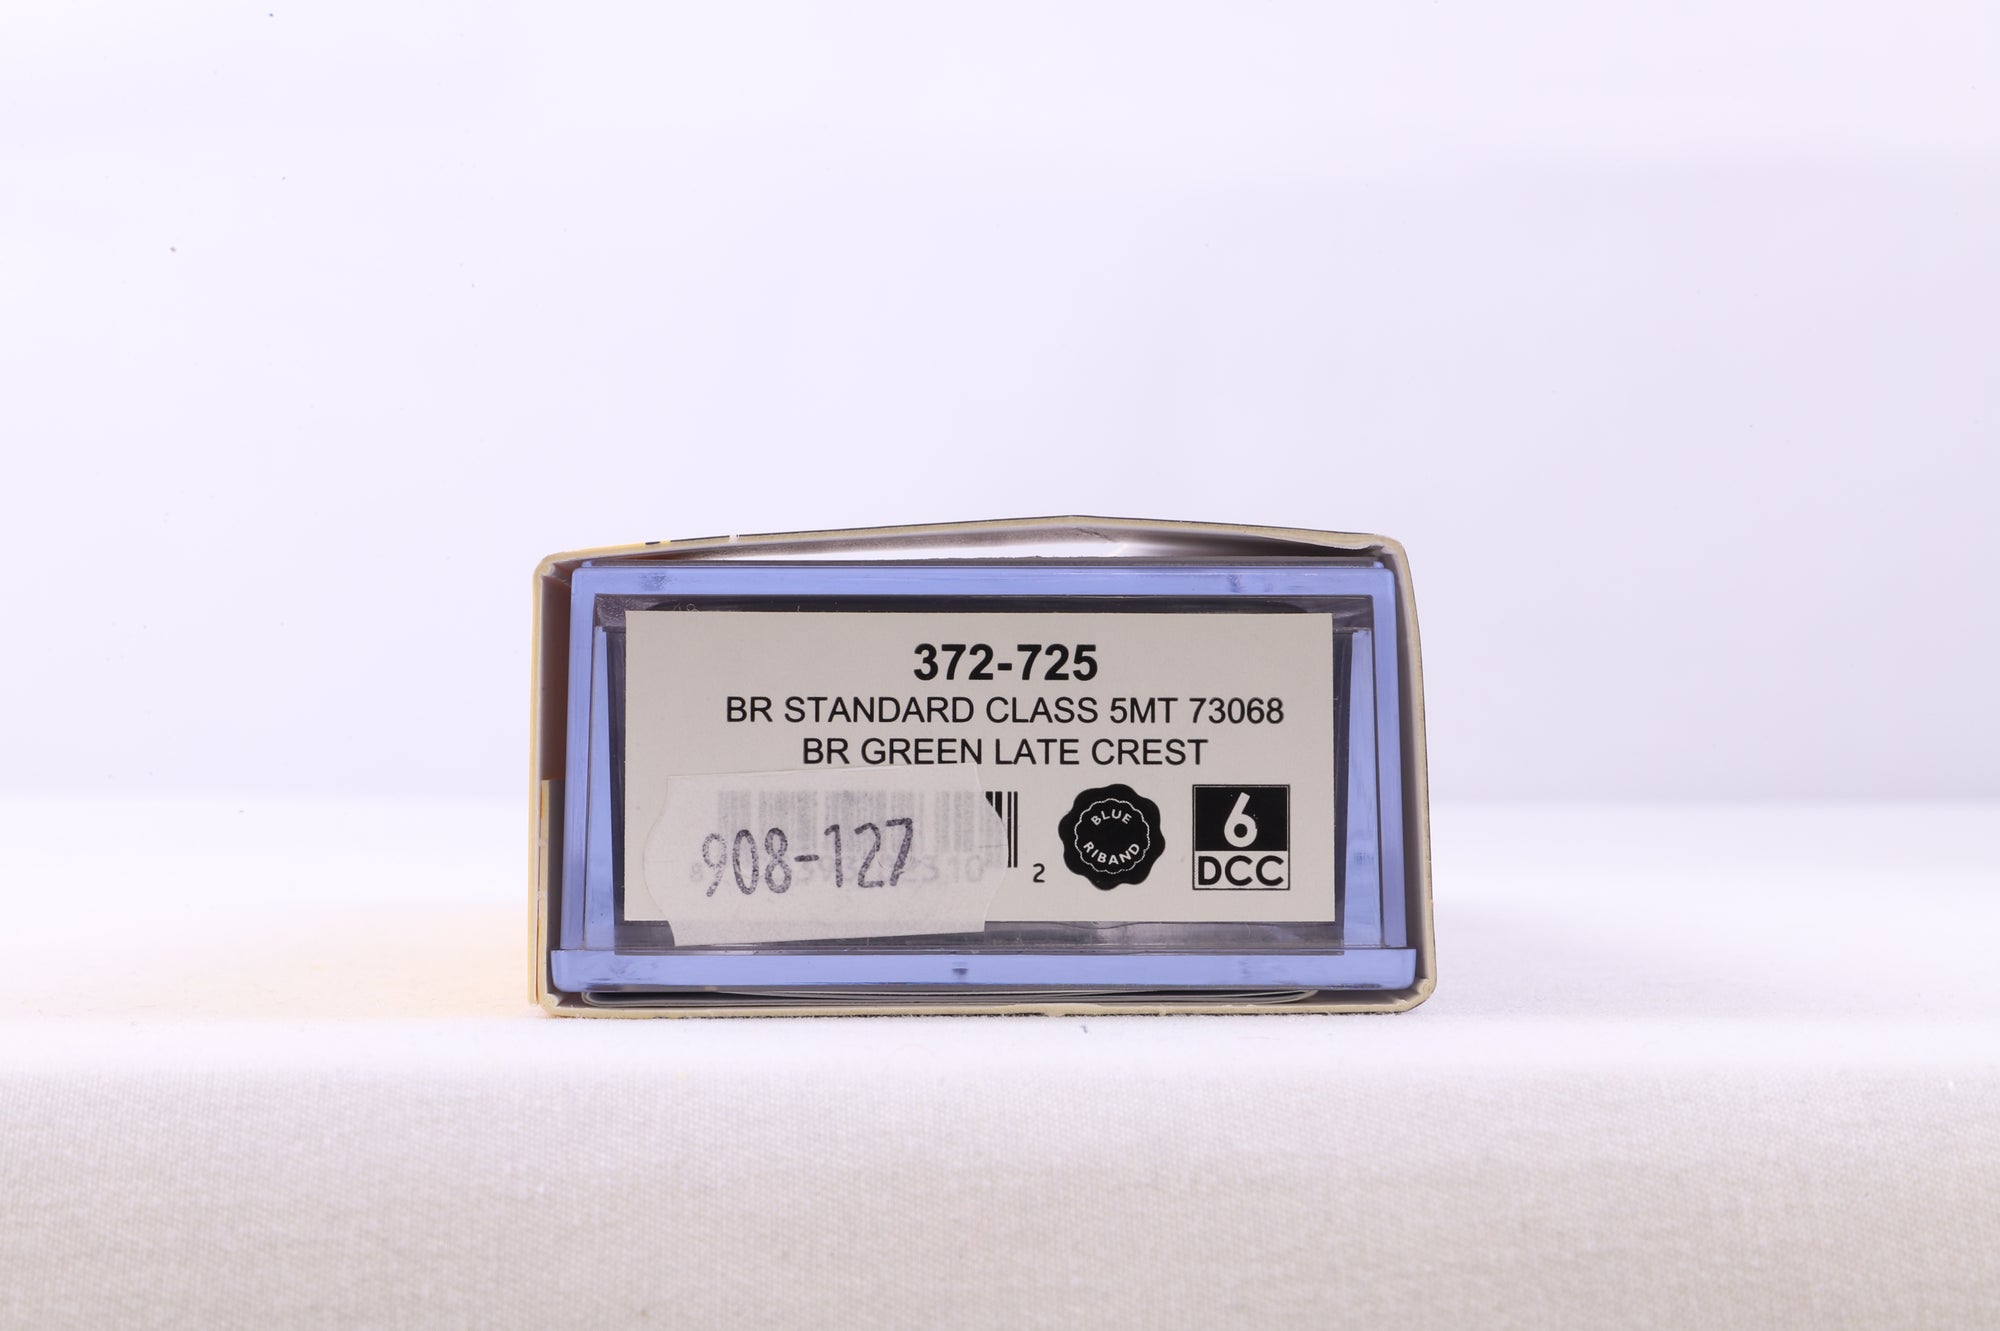 372-725
BR STANDARD CLASS 5MT 73068
BR GREEN LATE CREST
908-127
2
BLUE
RIBAND
6
DCC